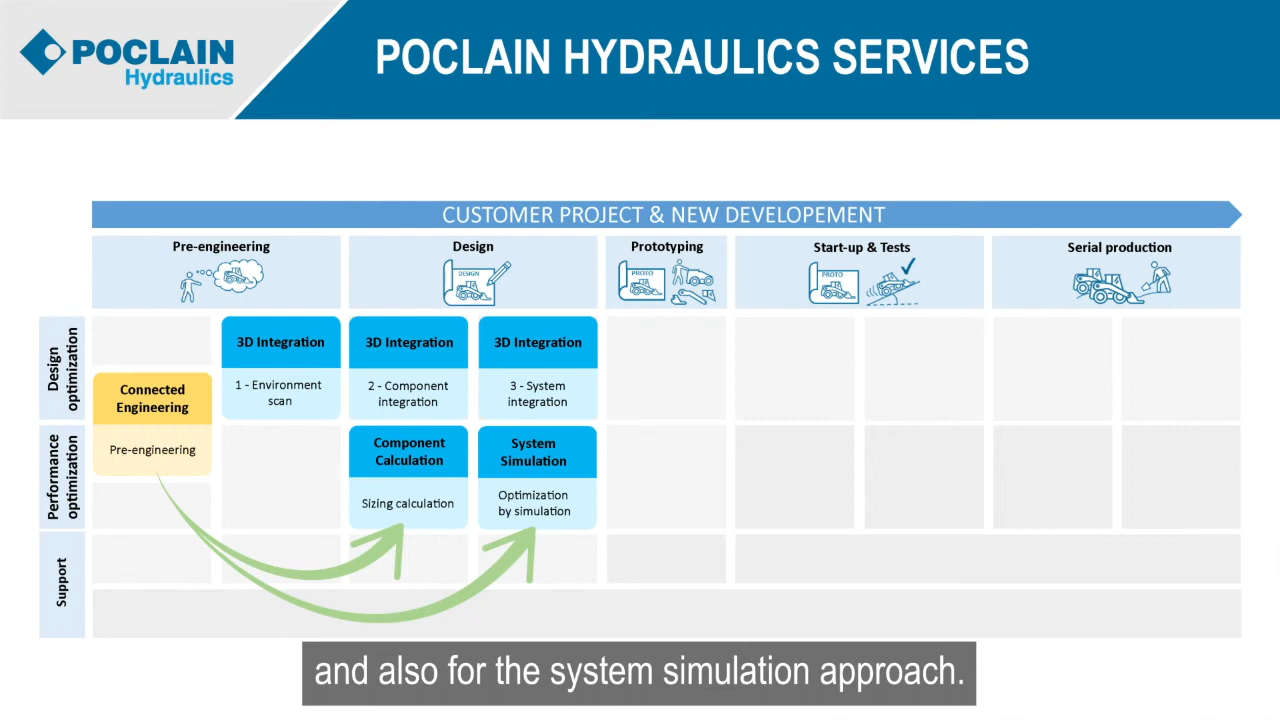 POCLAIN
Hydraulics
POCLAIN HYDRAULICS SERVICES
CUSTOMER PROJECT & NEW DEVELOPEMENT
Pre-engineering
Design
Prototyping
Start-up & Tests
Serial production
DESIGN
PROTO
PROTO
Design
optimization
3D Integration
3D Integration
3D Integration
1 - Environment
scan
2 - Component
integration
3 - System
integration
Connected
Engineering
Pre-engineering
Performance
optimization
Component
Calculation
System
Simulation
Sizing calculation
Optimization
by simulation
Support
and also for the system simulation approach.